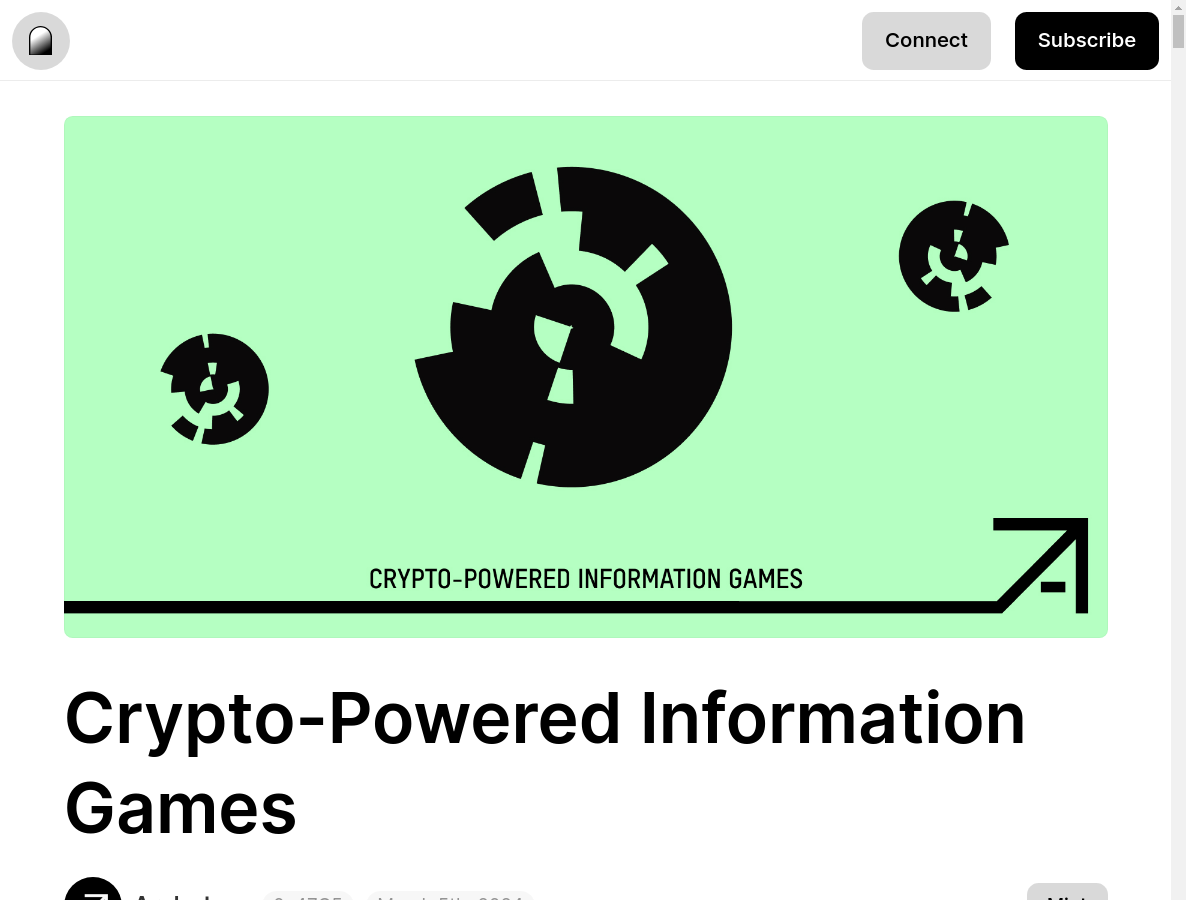 Connect
Subscribe
CRYPTO-POWERED INFORMATION GAMES
Crypto-Powered Information
Games